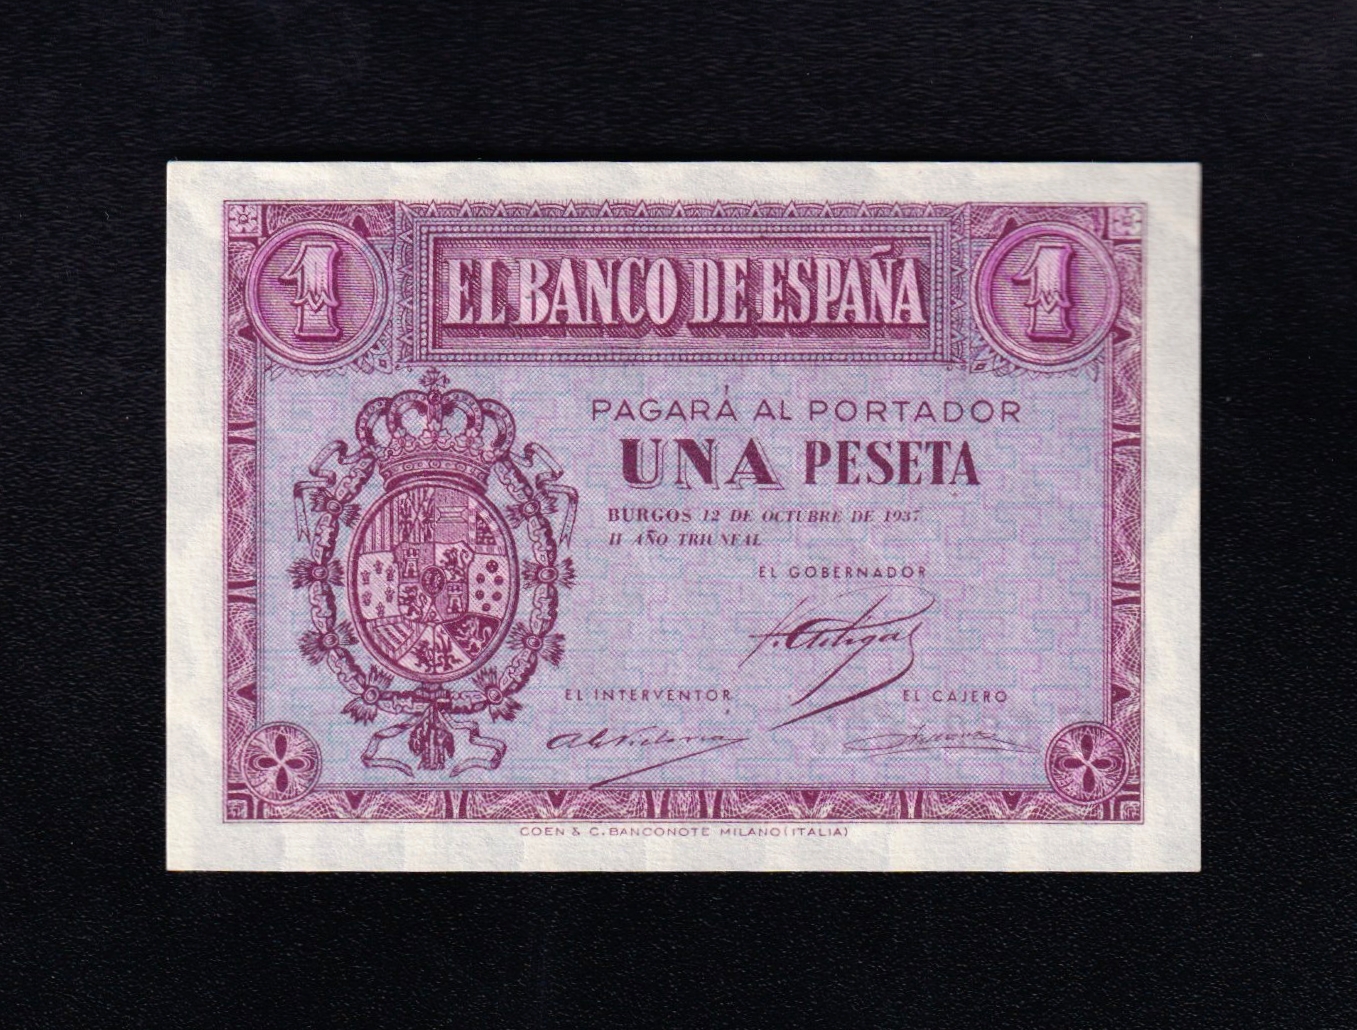 1 EL BANCO DE ESPAÑA 1
PAGARÁ AL PORTADOR
UNA PESETA
BURGOS 12 DE OCTUBRE DE 1937
II AÑO TRIUNFAL
EL GOBERNADOR
EL INTERVENTOR
EL CAJERO
COEN & C. BANCONOTE MILANO (ITALIA)